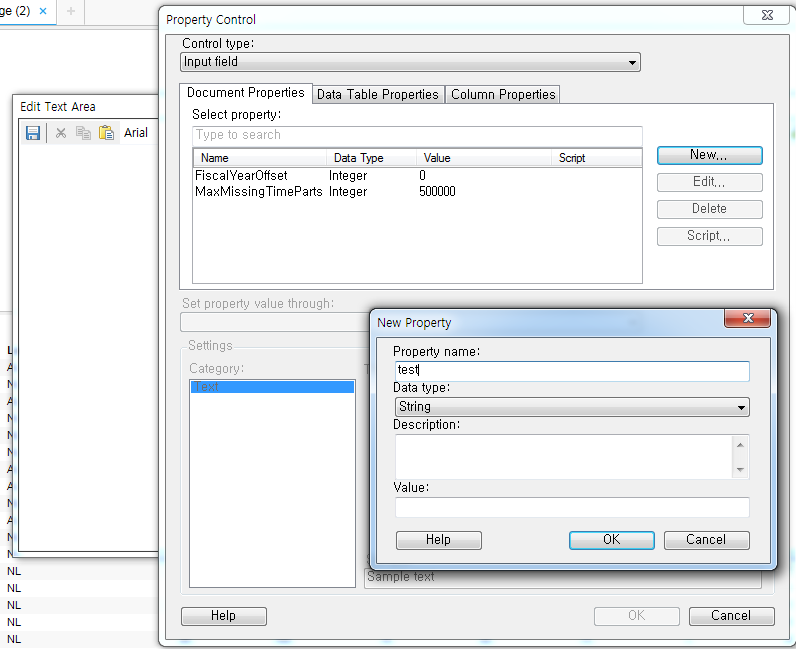 ge (2)
Property Control
Control type:
Input field
Edit Text Area
Arial
Document Properties
Data Table Properties
Column Properties
Select property:
Type to search
Name Data Type Value Script
FiscalYearOffset Integer 0
MaxMissingTimeParts Integer 500000
New...
Edit...
Delete
Script...
Set property value through:
Settings
Category:
Text
New Property
Property name:
test
Data type:
String
Description:
Value:
Help
OK
Cancel
Sample text
Help
OK
Cancel
NL
NL
NL
NL
NL